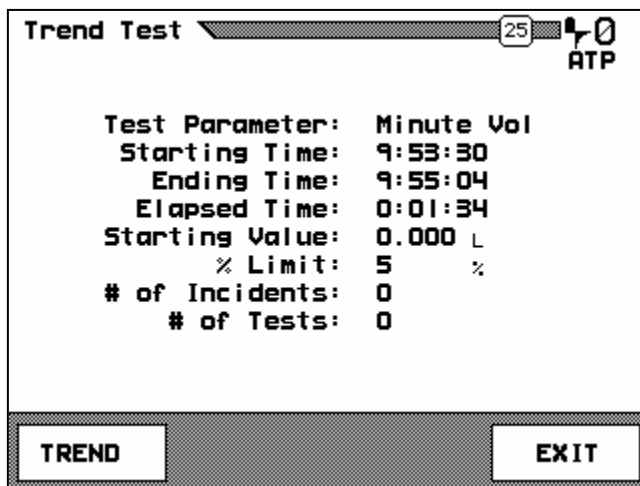 Trend Test 25 0
ATP
Test Parameter: Minute Vol
Starting Time: 9:53:30
Ending Time: 9:55:04
Elapsed Time: 0:01:34
Starting Value: 0.000 L
% Limit: 5 %
# of Incidents: 0
# of Tests: 0
TREND EXIT